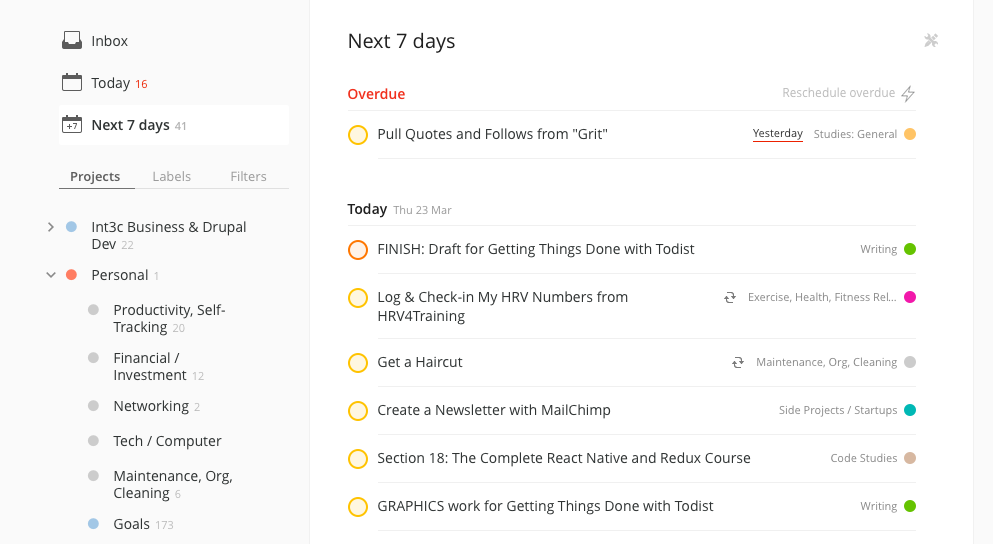 Inbox
Today 16
+7 Next 7 days 41
Projects Labels Filters
Int3c Business & Drupal
Dev 22
Personal 1
Productivity, Self-
Tracking 20
Financial /
Investment 12
Networking 2
Tech / Computer
Maintenance, Org,
Cleaning 6
Goals 173
Next 7 days
Overdue Reschedule overdue
Pull Quotes and Follows from "Grit" Yesterday Studies: General
Today Thu 23 Mar
FINISH: Draft for Getting Things Done with Todist Writing
Log & Check-in My HRV Numbers from Exercise, Health, Fitness Rel...
HRV4Training
Get a Haircut Maintenance, Org, Cleaning
Create a Newsletter with MailChimp Side Projects / Startups
Section 18: The Complete React Native and Redux Course Code Studies
GRAPHICS work for Getting Things Done with Todist Writing